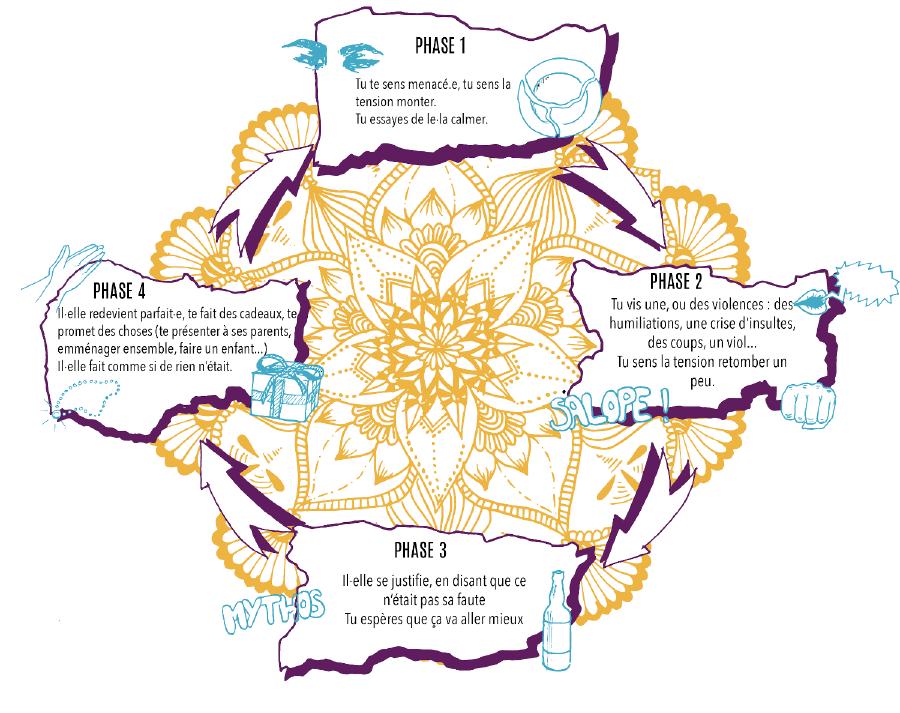 PHASE 1
Tu te sens menacé.e, tu sens la
tension monter.
Tu essayes de le·la calmer.
PHASE 2
Tu vis une, ou des violences : des
humiliations, une crise d'insultes,
des coups, un viol...
Tu sens la tension retomber un
peu.
SALOPE !
PHASE 3
Il·elle se justifie, en disant que ce
n'était pas sa faute
Tu espères que ça va aller mieux
MYTHOS
PHASE 4
Il·elle redevient parfait·e, te fait des cadeaux, te
promet des choses (te présenter à ses parents,
emménager ensemble, faire un enfant...)
Il·elle fait comme si de rien n'était.